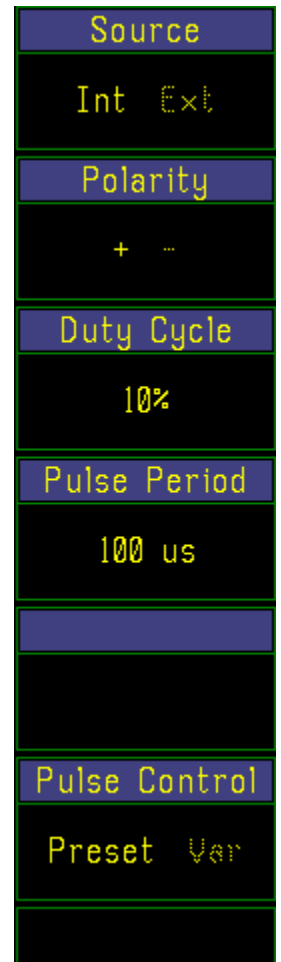 Source
Int Ext
Polarity
+ -
Duty Cycle
10%
Pulse Period
100 us
Pulse Control
Preset Var